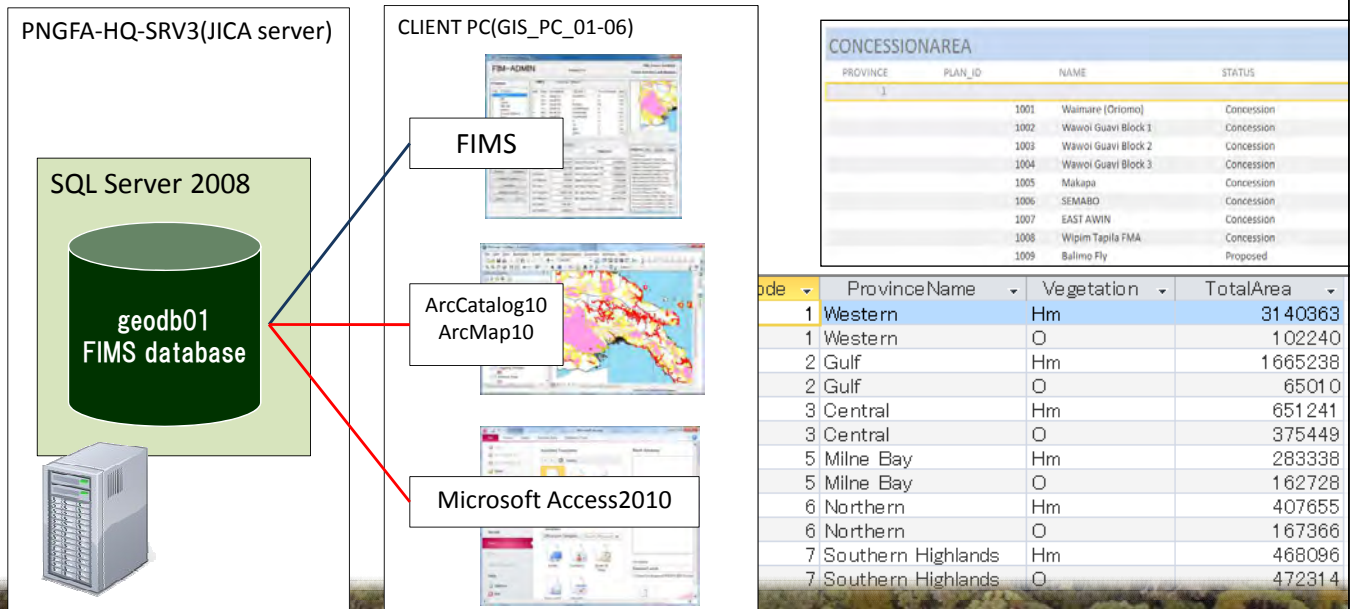 PNGFA-HQ-SRV3(JICA server)
SQL Server 2008
geodb01
FIMS database
CLIENT PC(GIS_PC_01-06)
FIM-ADMIN
FIMS
ArcCatalog10
ArcMap10
Microsoft Access2010
CONCESSIONAREA
PROVINCE PLAN_ID NAME STATUS
1
1001 Waimare (Oriomo) Concession
1002 Wawoi Guavi Block 1 Concession
1003 Wawoi Guavi Block 2 Concession
1004 Wawoi Guavi Block 3 Concession
1005 Makapa Concession
1006 SEMABO Concession
1007 EAST AWIN Concession
1008 Wipim Tapila FMA Concession
1009 Balimo Fly Proposed
ode ProvinceName Vegetation TotalArea
1 Western Hm 3140363
1 Western O 102240
2 Gulf Hm 1665238
2 Gulf O 65010
3 Central Hm 651241
3 Central O 375449
5 Milne Bay Hm 283338
5 Milne Bay O 162728
6 Northern Hm 407655
6 Northern O 167366
7 Southern Highlands Hm 468096
7 Southern Highlands O 472314